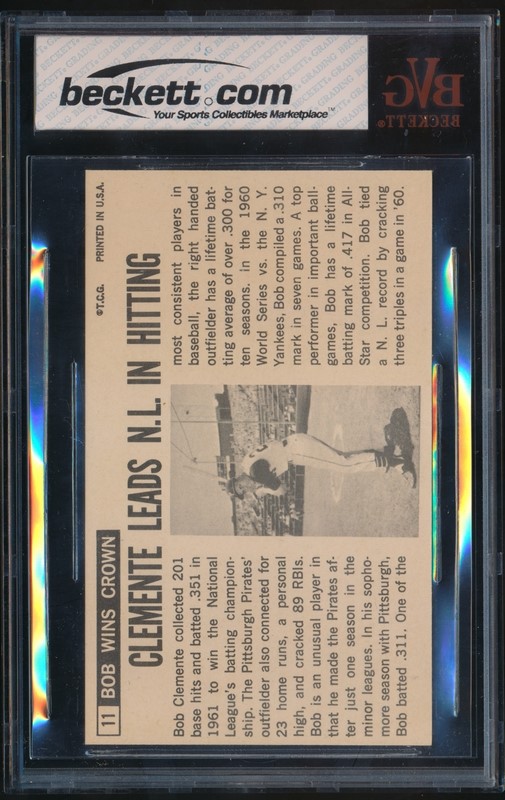 beckett.com
Your Sports Collectibles Marketplace™
BVG
BECKETT®
11 BOB WINS CROWN
©T.C.G. PRINTED IN U.S.A.
CLEMENTE LEADS N.L. IN HITTING
Bob Clemente collected 201
base hits and batted .351 in
1961 to win the National
League's batting champion-
ship. The Pittsburgh Pirates'
outfielder also connected for
23 home runs, a personal
high, and cracked 89 RBIs.
Bob is an unusual player in
that he made the Pirates af-
ter just one season in the
minor leagues. In his sopho-
more season with Pittsburgh,
Bob batted .311. One of the
most consistent players in
baseball, the right handed
outfielder has a lifetime bat-
ting average of over .300 for
ten seasons. in the 1960
World Series vs. the N. Y.
Yankees, Bob compiled a .310
mark in seven games. A top
performer in important ball-
games, Bob has a lifetime
batting mark of .417 in All-
Star competition. Bob tied
a N. L. record by cracking
three triples in a game in '60.